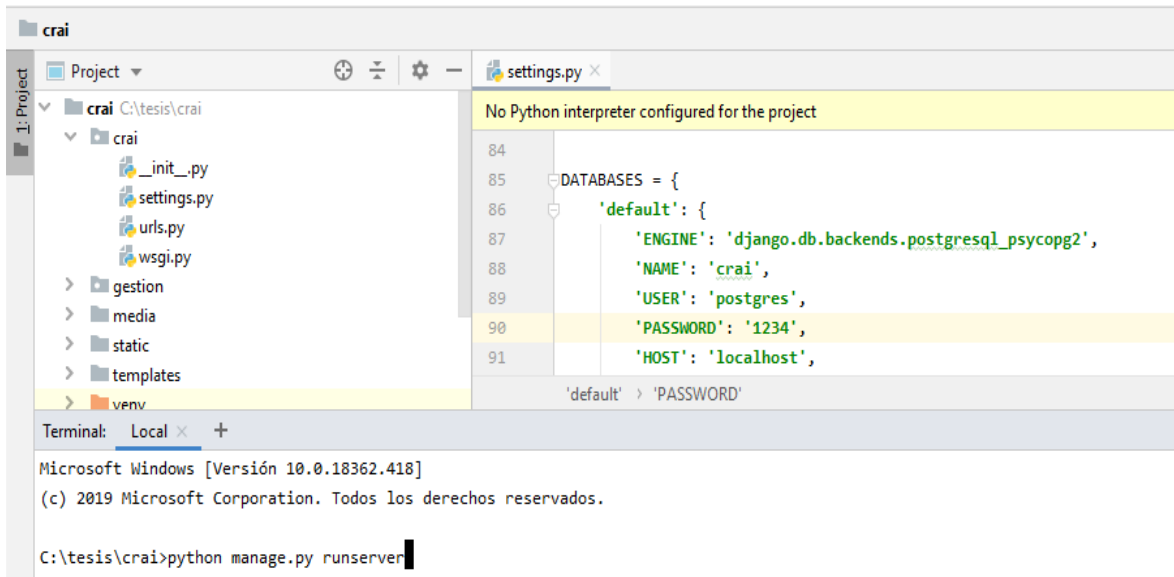 crai
1: Project
Project
crai C:\tesis\crai
crai
__init__.py
settings.py
urls.py
wsgi.py
gestion
media
static
templates
venv
settings.py
No Python interpreter configured for the project
84
85 DATABASES = {
86 'default': {
87 'ENGINE': 'django.db.backends.postgresql_psycopg2',
88 'NAME': 'crai',
89 'USER': 'postgres',
90 'PASSWORD': '1234',
91 'HOST': 'localhost',
'default' › 'PASSWORD'
Terminal: Local +
Microsoft Windows [Versión 10.0.18362.418]
(c) 2019 Microsoft Corporation. Todos los derechos reservados.
C:\tesis\crai>python manage.py runserver